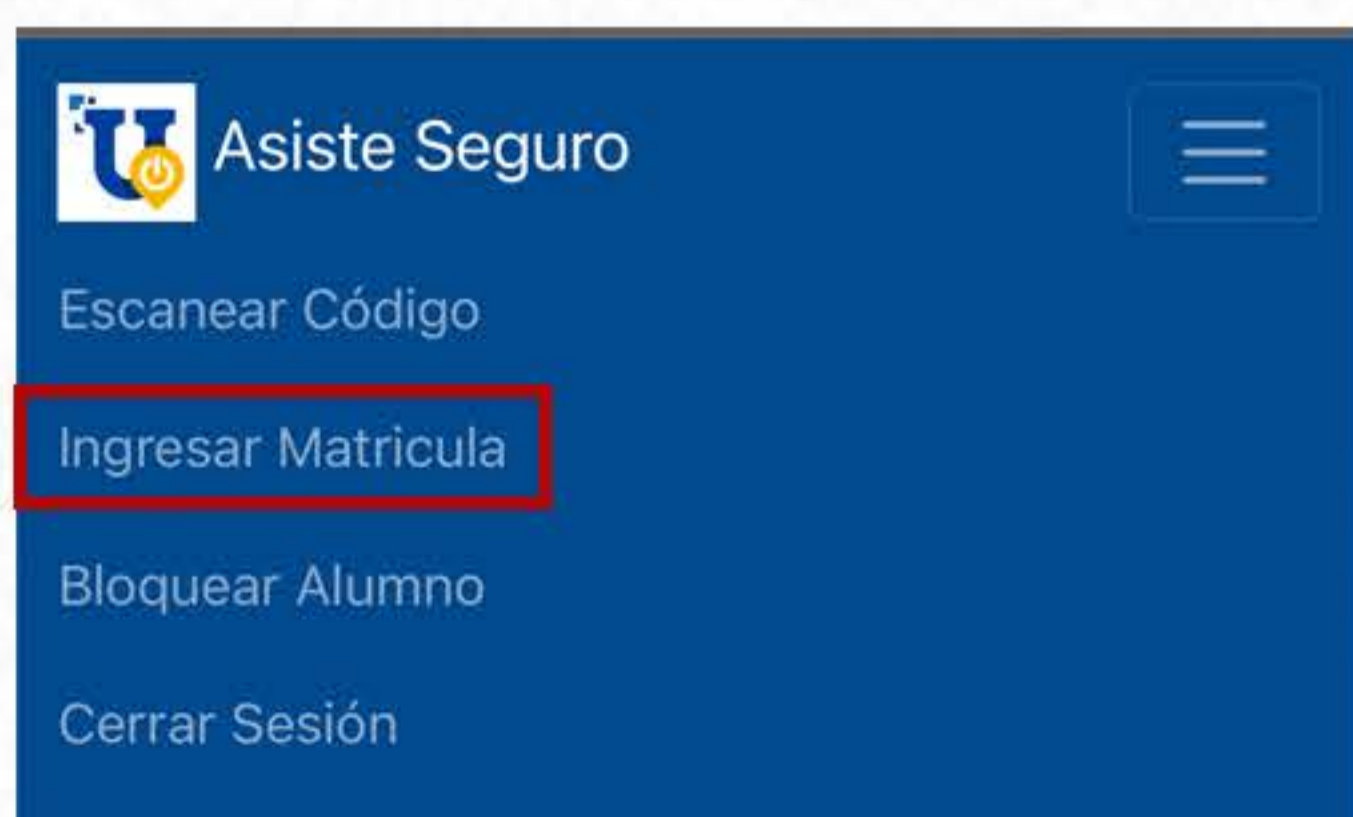 Asiste Seguro
Escanear Código
Ingresar Matricula
Bloquear Alumno
Cerrar Sesión